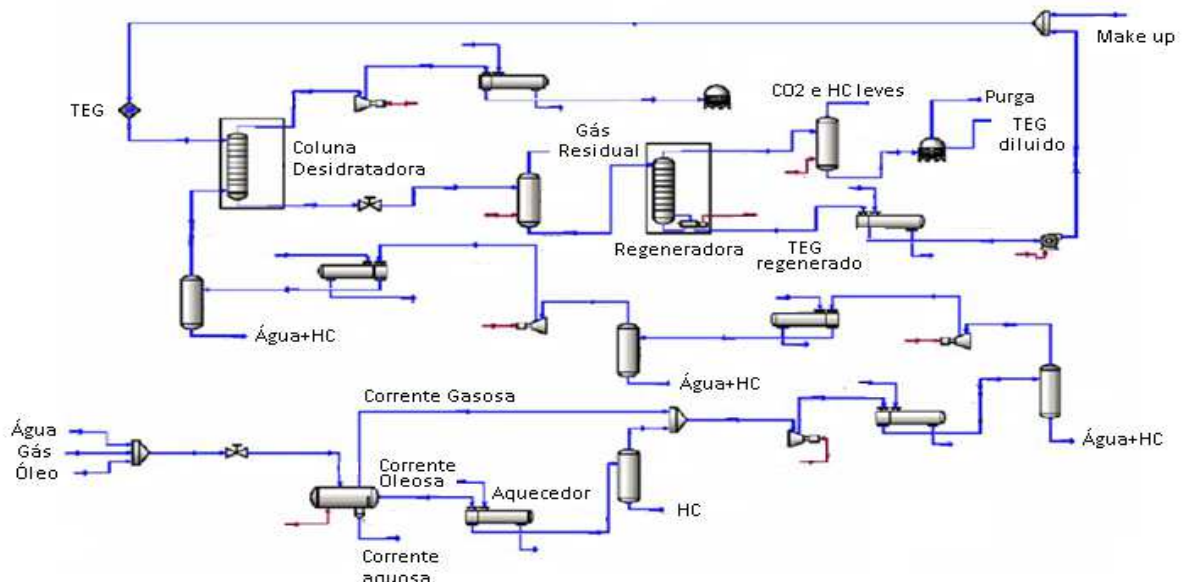 Make up
TEG
CO2 e HC leves
Purga
TEG
diluido
Gás
Residual
Coluna
Desidratadora
Regeneradora
TEG
regenerado
Água+HC
Água+HC
Água+HC
Corrente Gasosa
Água
Gás
Óleo
Corrente
Oleosa
Aquecedor
HC
Corrente
aquosa